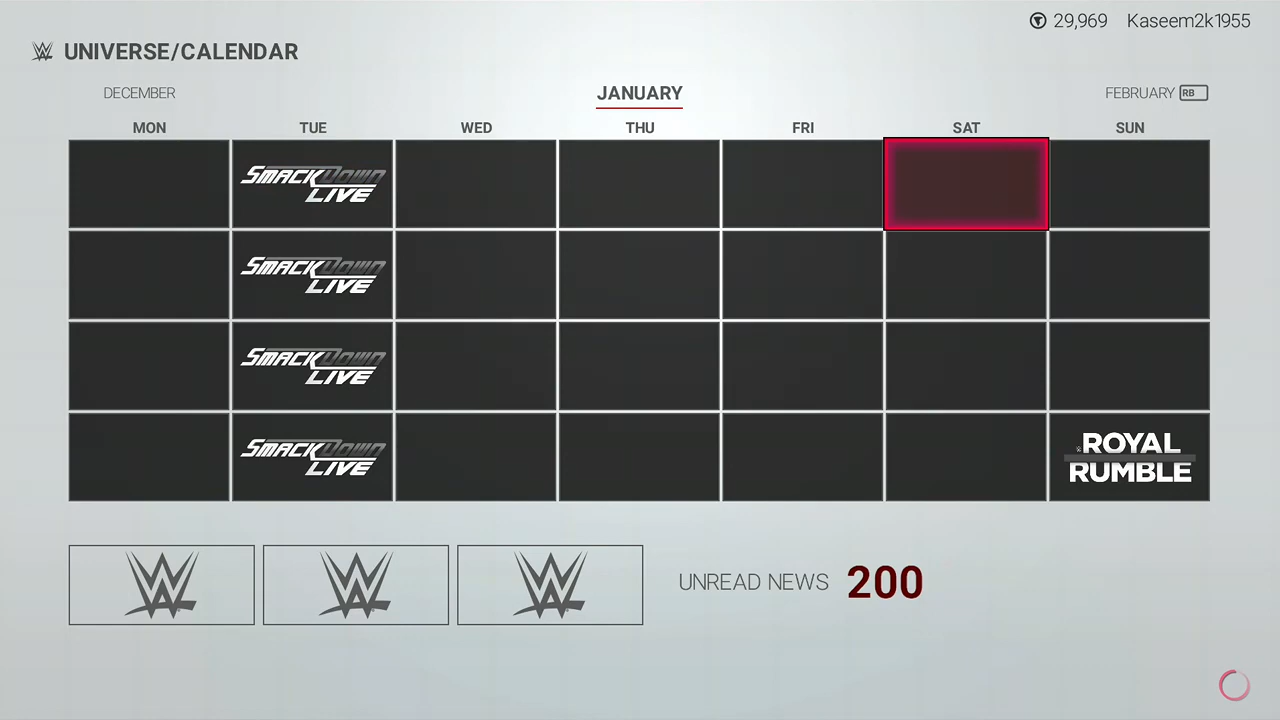 29,969 Kaseem2k1955
UNIVERSE/CALENDAR
DECEMBER JANUARY FEBRUARY RB
MON TUE WED THU FRI SAT SUN
SMACKDOWN
LIVE
SMACKDOWN
LIVE
SMACKDOWN
LIVE
SMACKDOWN
LIVE
ROYAL
RUMBLE
UNREAD NEWS 200